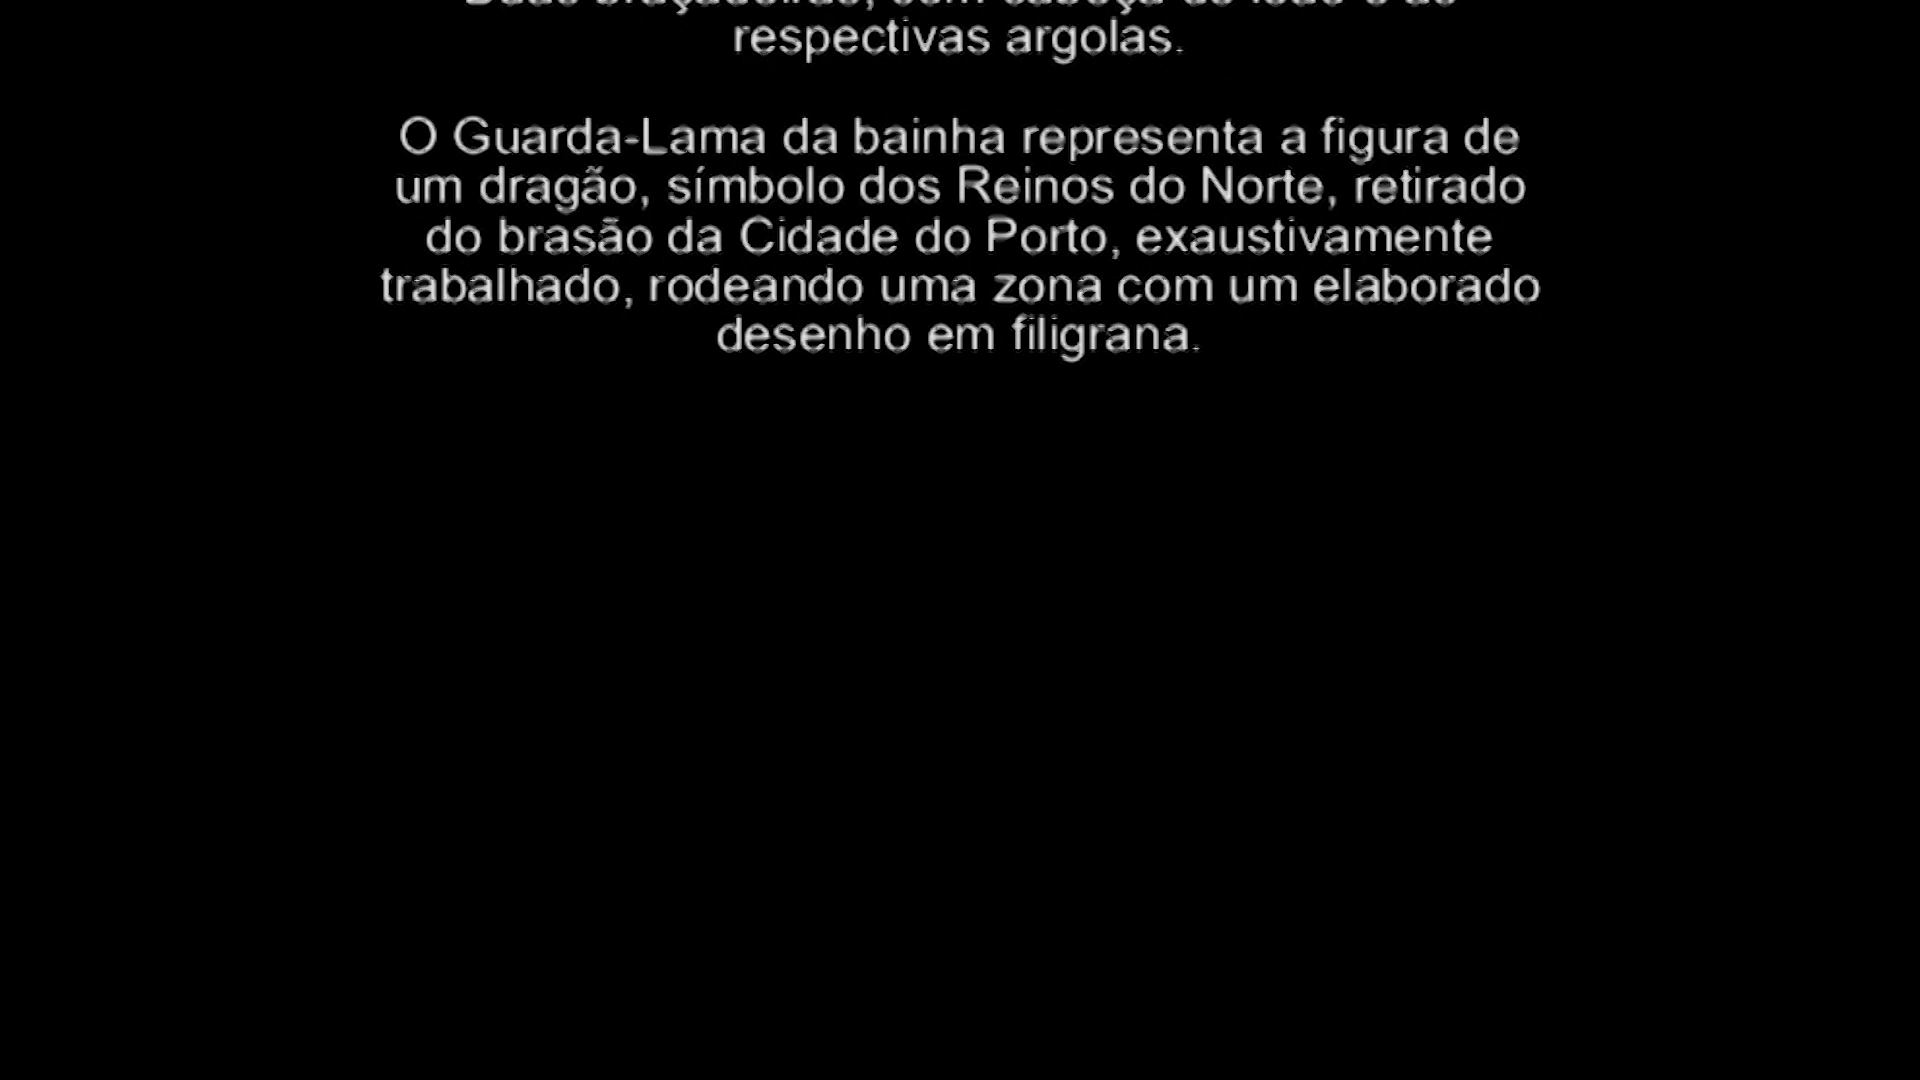 respectivas argolas.
O Guarda-Lama da bainha representa a figura de
um dragão, símbolo dos Reinos do Norte, retirado
do brasão da Cidade do Porto, exaustivamente
trabalhado, rodeando uma zona com um elaborado
desenho em filigrana.